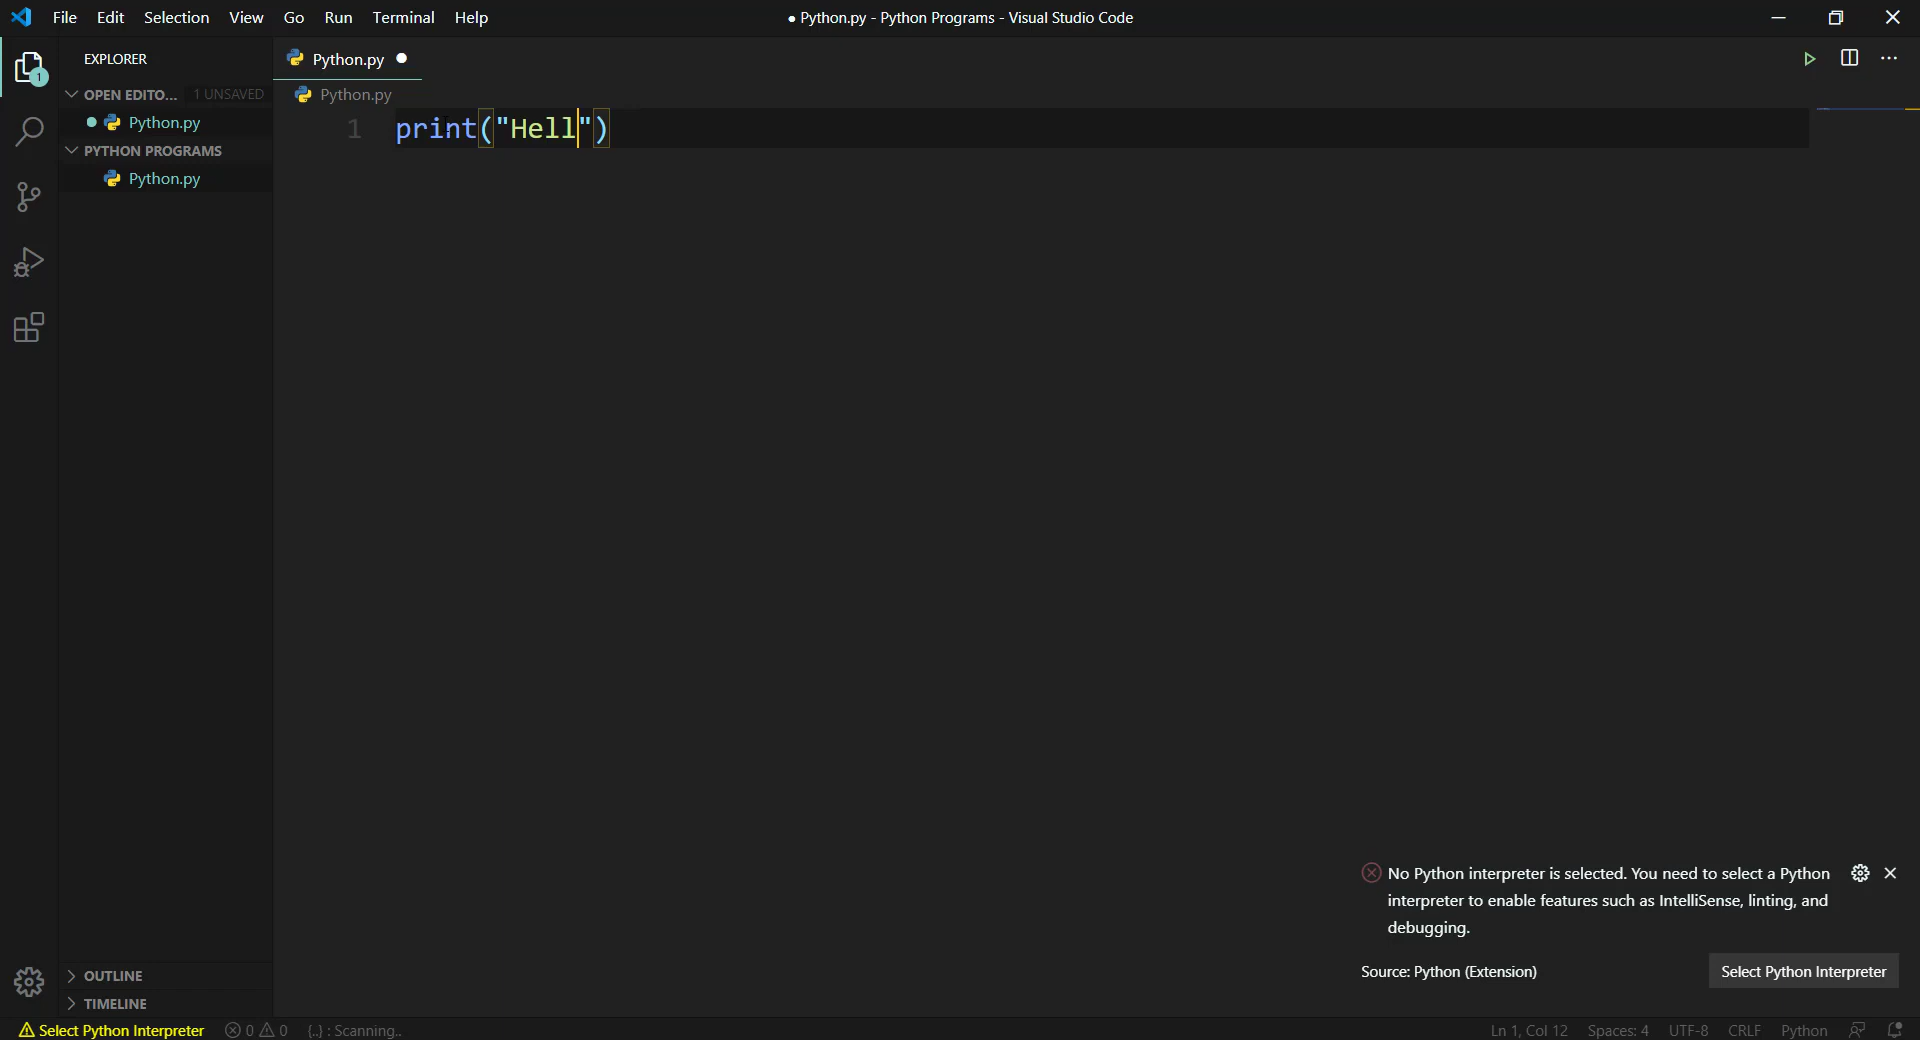 File Edit Selection View Go Run Terminal Help
● Python.py - Python Programs - Visual Studio Code
1
EXPLORER
OPEN EDITO... 1 UNSAVED
Python.py
PYTHON PROGRAMS
Python.py
OUTLINE
TIMELINE
Python.py
Python.py
1 print("Hell")
No Python interpreter is selected. You need to select a Python
interpreter to enable features such as IntelliSense, linting, and
debugging.
Source: Python (Extension)
Select Python Interpreter
Select Python Interpreter 0 0 {..} : Scanning.. Ln 1, Col 12 Spaces: 4 UTF-8 CRLF Python